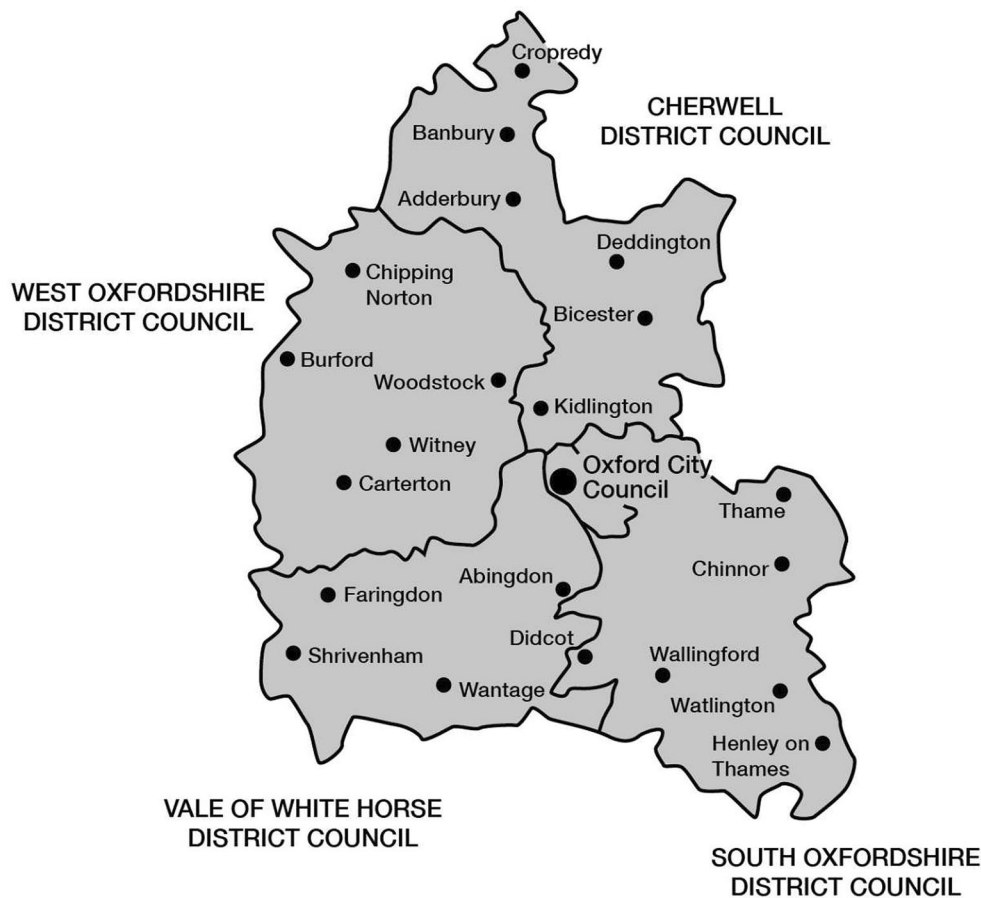 Cropredy
CHERWELL
DISTRICT COUNCIL
Banbury
Adderbury
Deddington
Chipping
Norton
WEST OXFORDSHIRE
DISTRICT COUNCIL
Bicester
Burford
Woodstock
Kidlington
Witney
Oxford City
Council
Carterton
Thame
Chinnor
Abingdon
Faringdon
Didcot
Shrivenham
Wallingford
Wantage
Watlington
Henley on
Thames
VALE OF WHITE HORSE
DISTRICT COUNCIL
SOUTH OXFORDSHIRE
DISTRICT COUNCIL